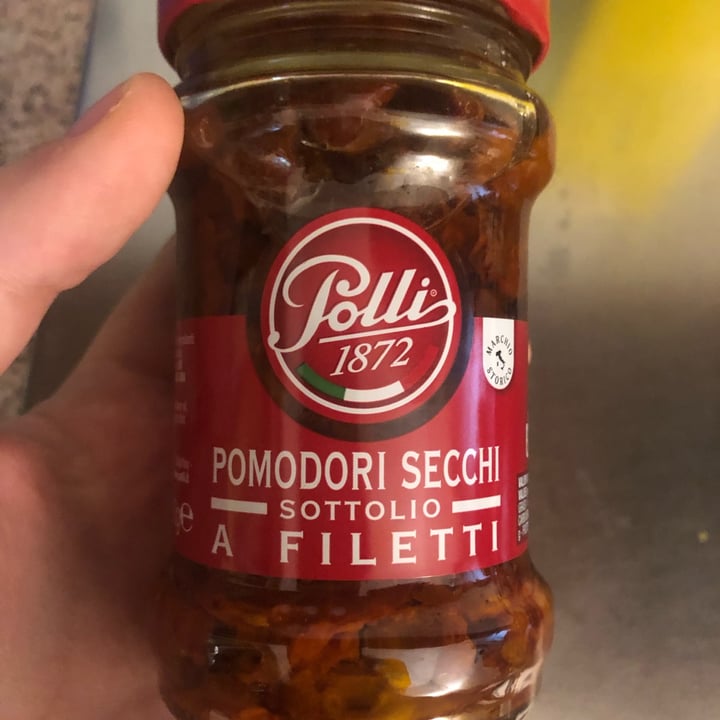 Polli®
1872
MARCHIO
STORICO
POMODORI SECCHI
SOTTOLIO
A FILETTI
e